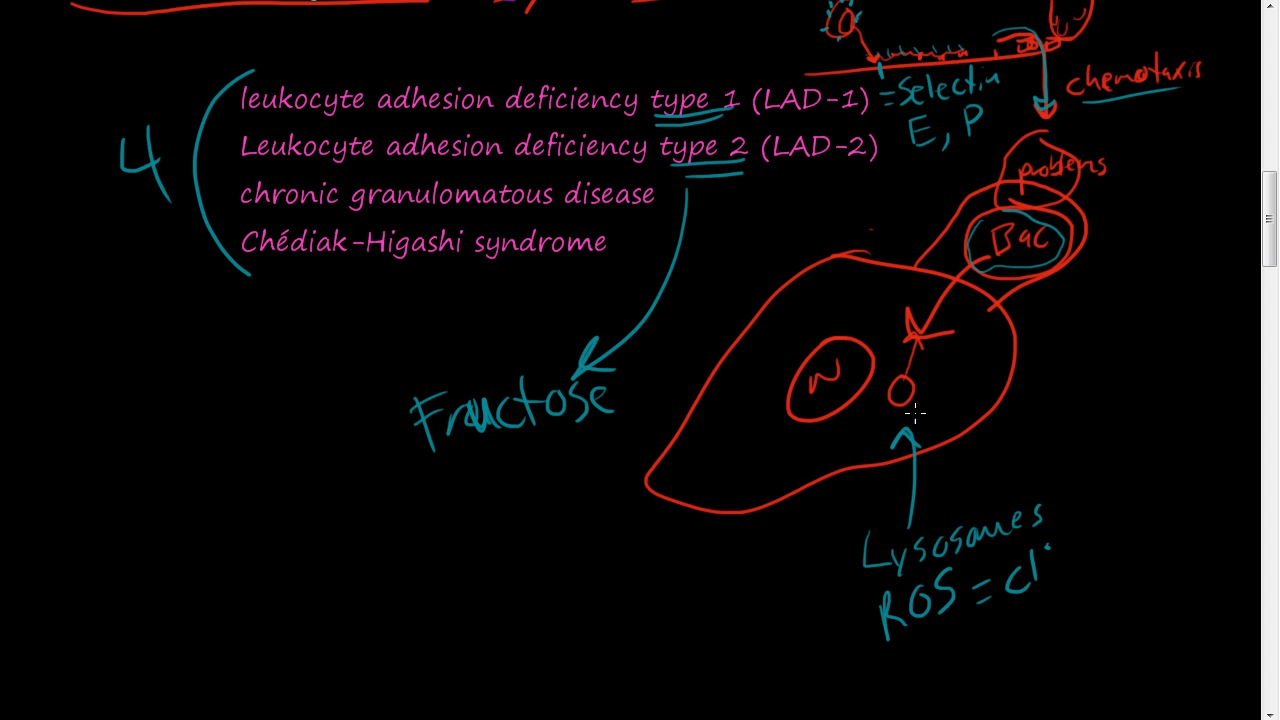 leukocyte adhesion deficiency type 1 (LAD-1)
Leukocyte adhesion deficiency type 2 (LAD-2)
chronic granulomatous disease
Chédiak-Higashi syndrome
4
=Selectin
E, P
chemotaxis
problems
Bac
N
Fructose
Lysosomes
ROS = Cl·